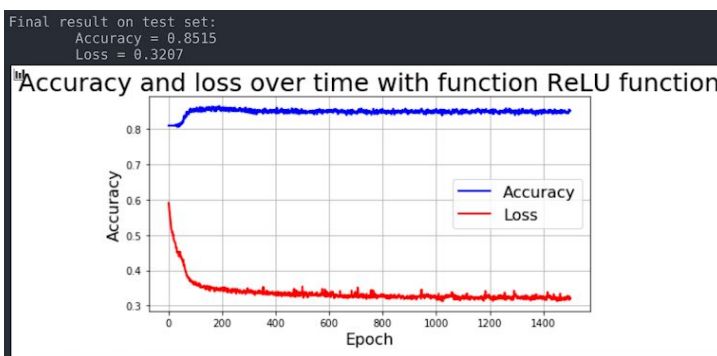 Final result on test set:
Accuracy = 0.8515
Loss = 0.3207
Accuracy and loss over time with function ReLU function
0.8
0.7
0.6
0.5
0.4
0.3
Accuracy
Accuracy
Loss
0 200 400 600 800 1000 1200 1400
Epoch